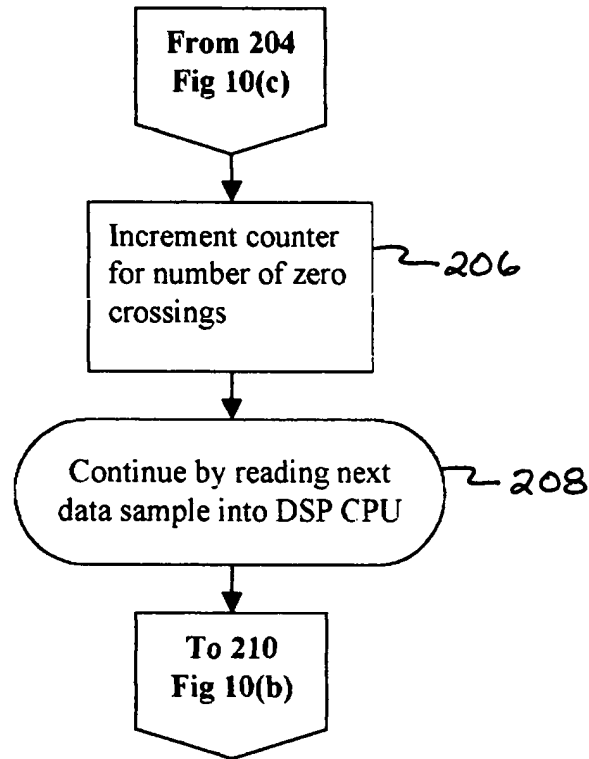 From 204
Fig 10(c)
Increment counter
for number of zero
crossings
206
Continue by reading next
data sample into DSP CPU
208
To 210
Fig 10(b)